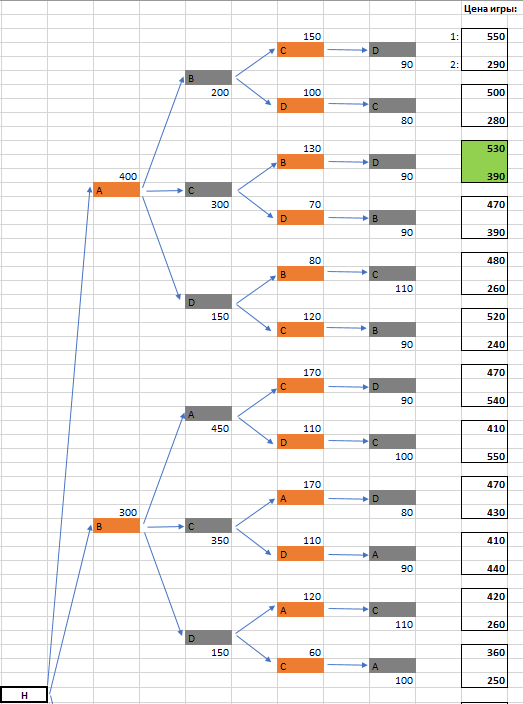 Цена игры:
150 1: 550
C D
90 2: 290
B
200 100 500
D C
80 280
130 530
B D
400 90 390
A C
300 70 470
D B
90 390
80 480
B C
110 260
D
150 120 520
C B
90 240
170 470
C D
90 540
A
450 110 410
D C
100 550
170 470
A D
300 80 430
B C
350 110 410
D A
90 440
120 420
A C
110 260
D
150 60 360
C A
100 250
H